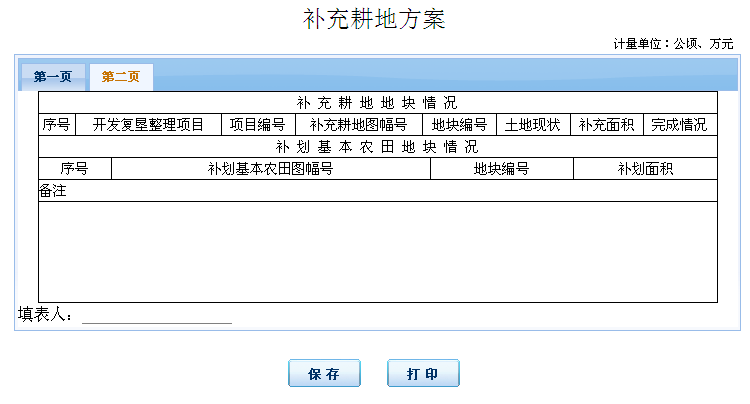 补充耕地方案
计量单位：公顷、万元
第一页 第二页
补 充 耕 地 地 块 情 况
序号 开发复垦整理项目 项目编号 补充耕地图幅号 地块编号 土地现状 补充面积 完成情况
补 划 基 本 农 田 地 块 情 况
序号 补划基本农田图幅号 地块编号 补划面积
备注
填表人：
保 存 打 印